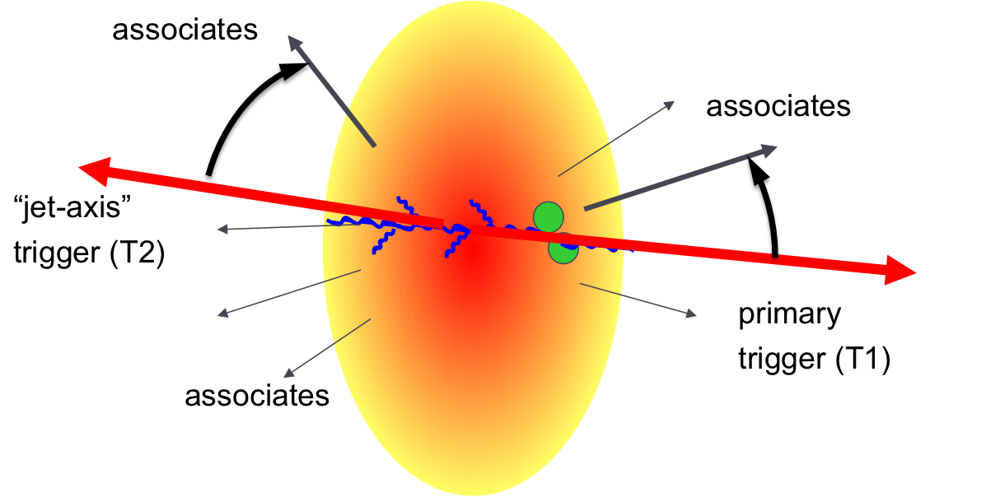 associates
associates
“jet-axis”
trigger (T2)
primary
trigger (T1)
associates